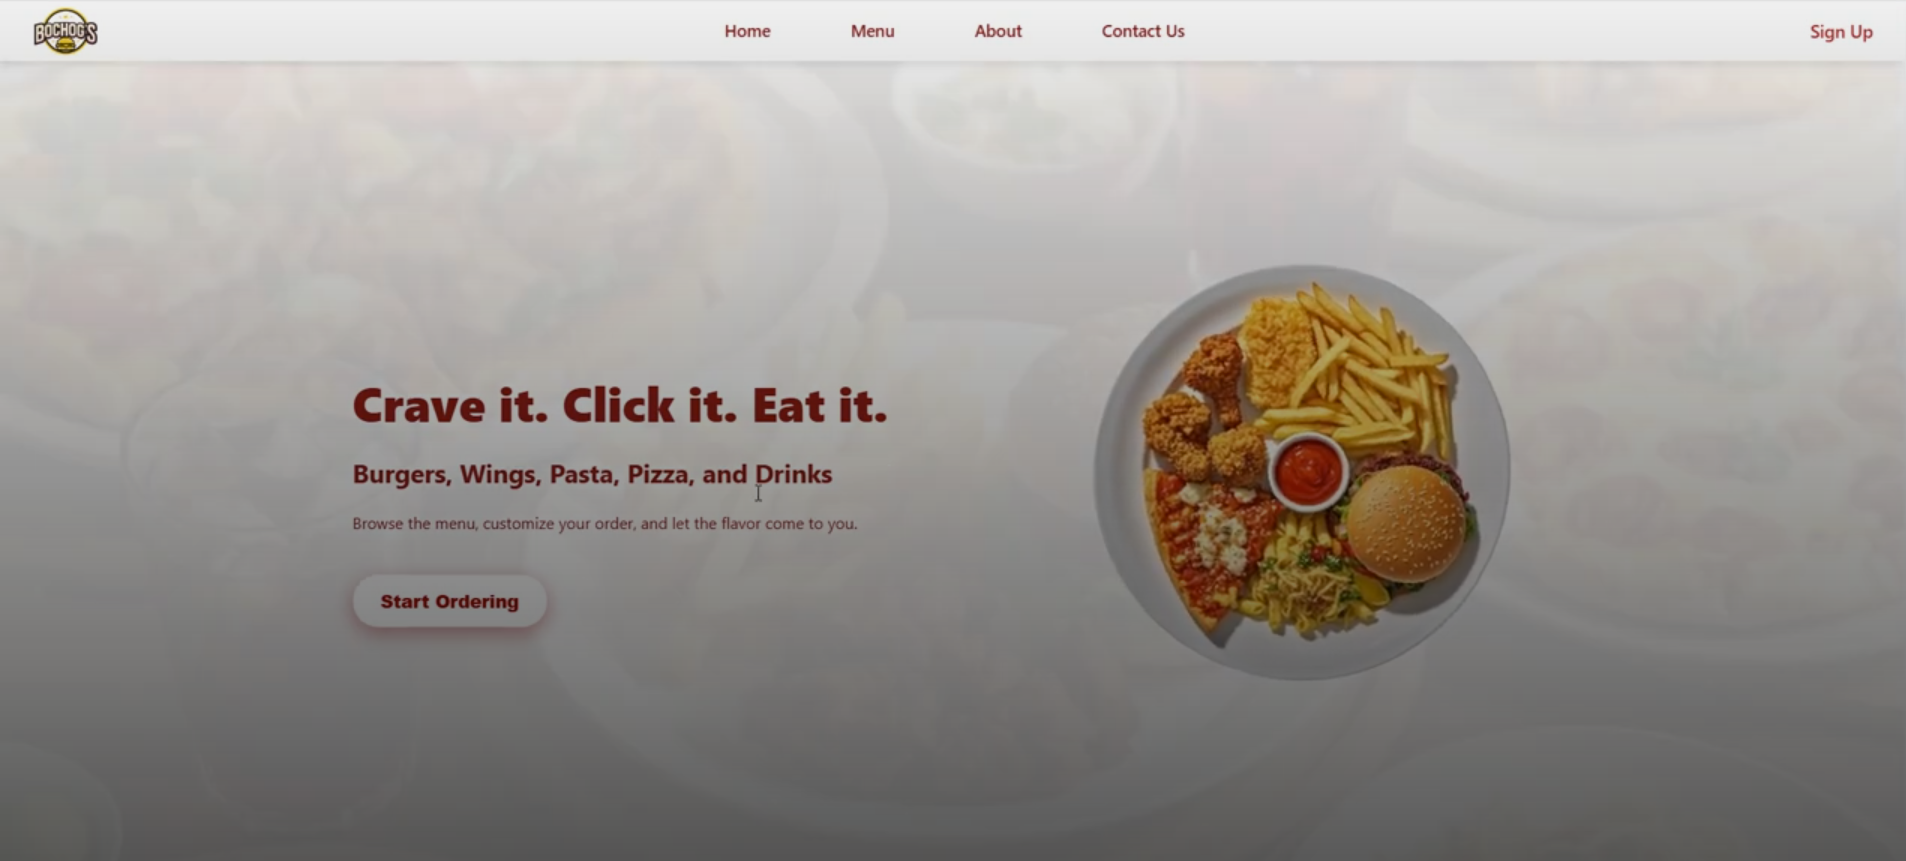 BOCHOG'S
Home Menu About Contact Us Sign Up
Crave it. Click it. Eat it.
Burgers, Wings, Pasta, Pizza, and Drinks
Browse the menu, customize your order, and let the flavor come to you.
Start Ordering